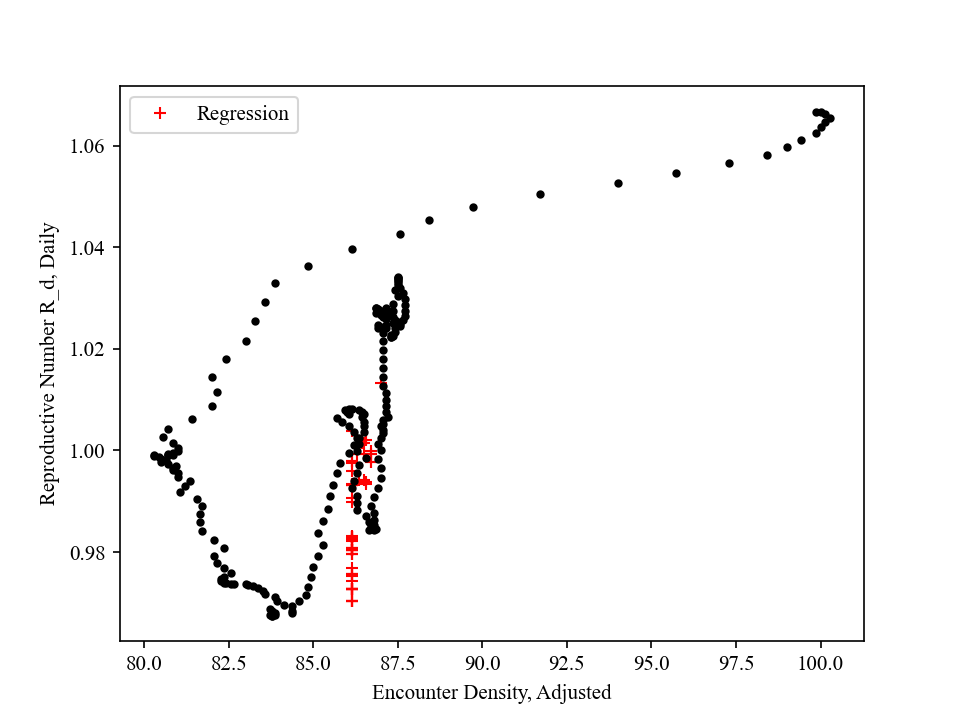 Regression
1.06
1.04
1.02
1.00
0.98
Reproductive Number R_d, Daily
80.0 82.5 85.0 87.5 90.0 92.5 95.0 97.5 100.0
Encounter Density, Adjusted